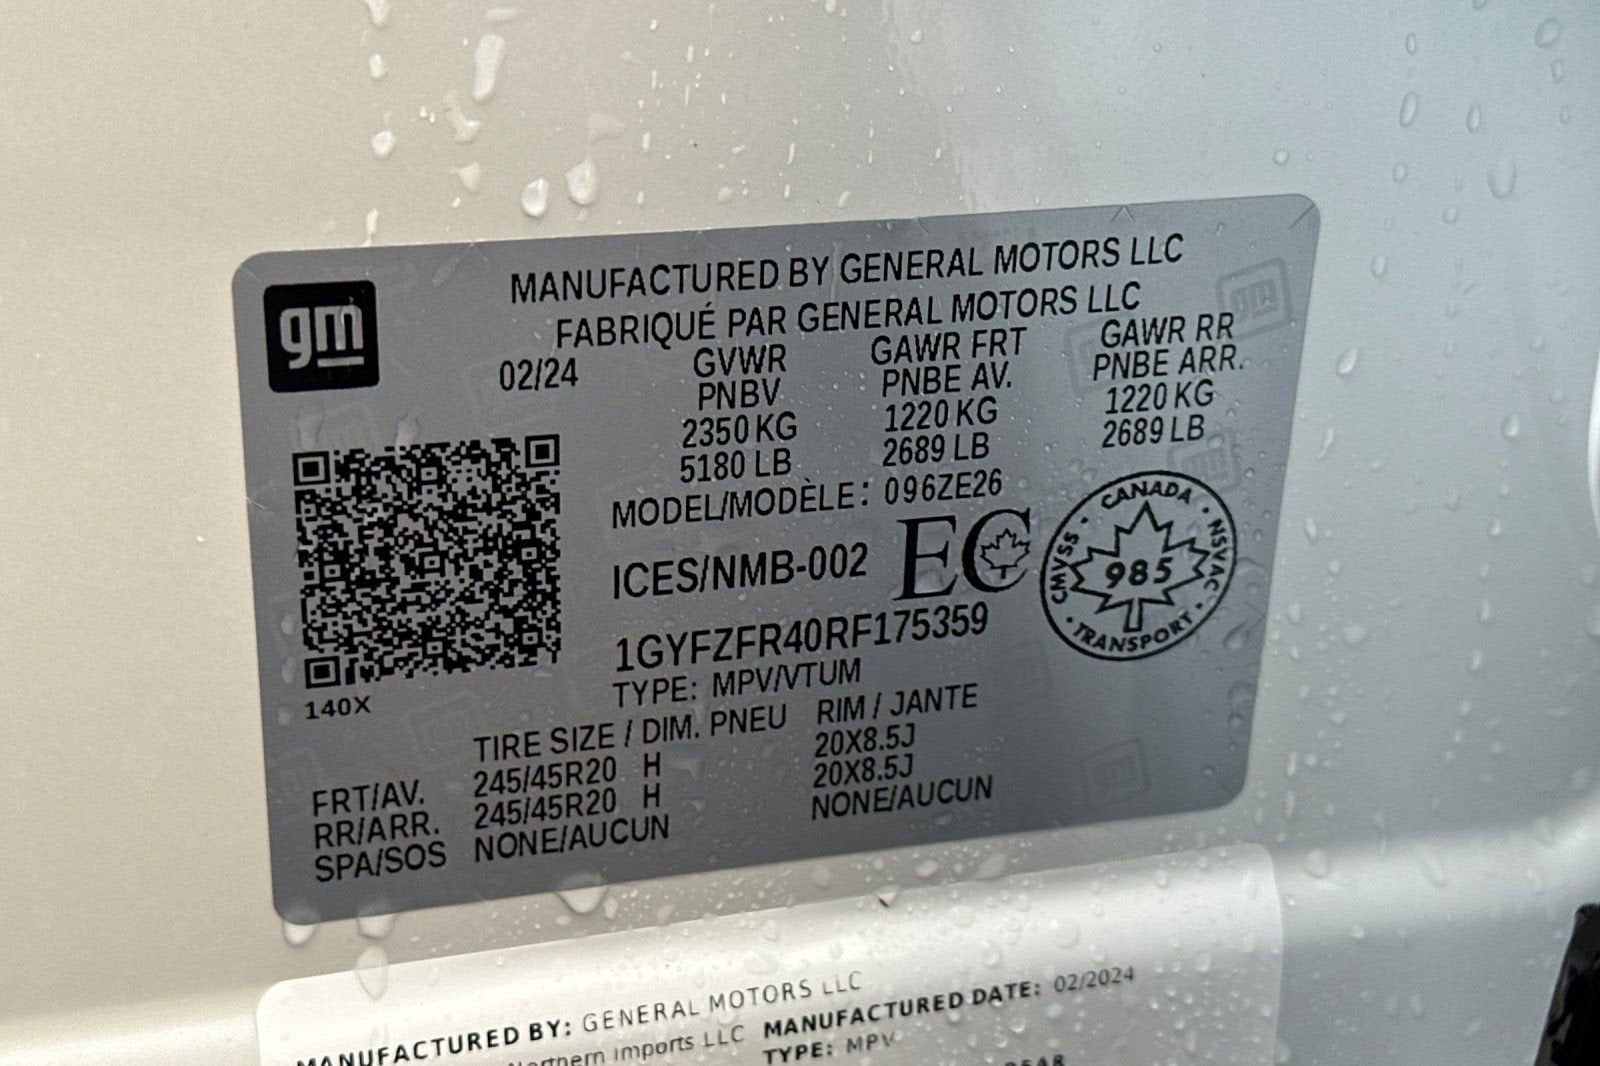 gm
MANUFACTURED BY GENERAL MOTORS LLC
FABRIQUÉ PAR GENERAL MOTORS LLC
02/24 GVWR GAWR FRT GAWR RR
PNBV PNBE AV. PNBE ARR.
2350 KG 1220 KG 1220 KG
5180 LB 2689 LB 2689 LB
MODEL/MODÈLE: 096ZE26
ICES/NMB-002 EC
CANADA
CMVSS · 985 · NSVAC
TRANSPORT
1GYFZFR40RF175359
TYPE: MPV/VTUM
140X
TIRE SIZE / DIM. PNEU RIM / JANTE
FRT/AV. 245/45R20 H 20X8.5J
RR/ARR. 245/45R20 H 20X8.5J
SPA/SOS NONE/AUCUN NONE/AUCUN
MANUFACTURED BY: GENERAL MOTORS LLC
MANUFACTURED DATE: 02/2024
Northern Imports LLC
TYPE: MPV